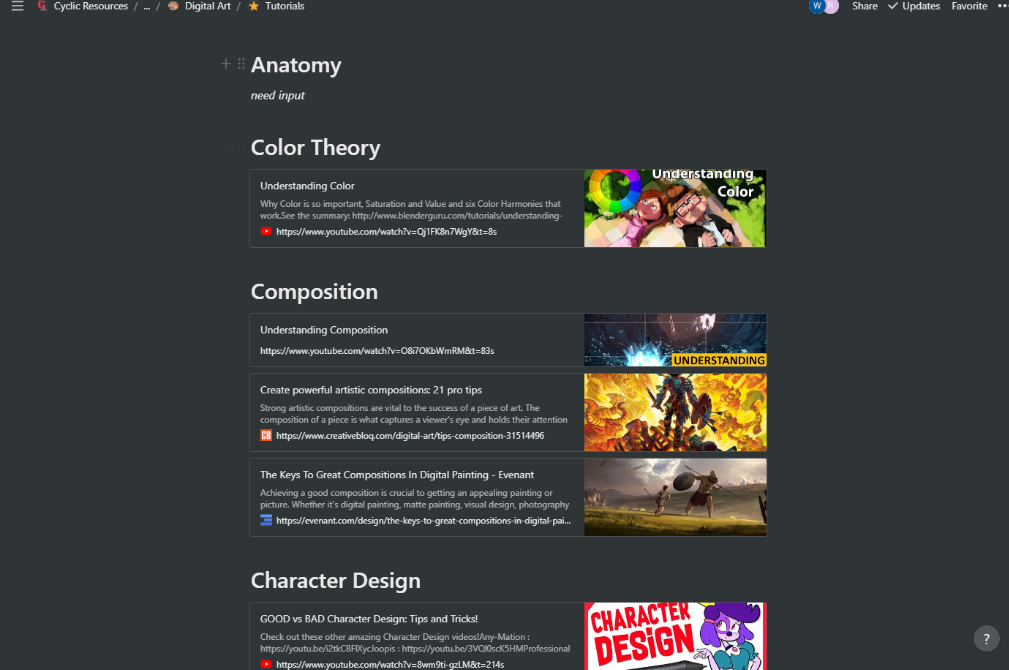 Cyclic Resources / ... / Digital Art / Tutorials
W R Share Updates Favorite
Anatomy
need input
Color Theory
Understanding Color
Why Color is so important, Saturation and Value and six Color Harmonies that
work.See the summary: http://www.blenderguru.com/tutorials/understanding-
https://www.youtube.com/watch?v=Qj1FK8n7WgY&t=8s
Understanding
Color
Composition
Understanding Composition
https://www.youtube.com/watch?v=O8i7OKbWmRM&t=83s
UNDERSTANDING
Create powerful artistic compositions: 21 pro tips
Strong artistic compositions are vital to the success of a piece of art. The
composition of a piece is what captures a viewer's eye and holds their attention
CB https://www.creativebloq.com/digital-art/tips-composition-31514496
The Keys To Great Compositions In Digital Painting - Evenant
Achieving a good composition is crucial to getting an appealing painting or
picture. Whether it's digital painting, matte painting, visual design, photography
https://evenant.com/design/the-keys-to-great-compositions-in-digital-pai...
Character Design
GOOD vs BAD Character Design: Tips and Tricks!
Check out these other amazing Character Design videos!Any-Mation :
https://youtu.be/i2tkCBFlXycJoopis : https://youtu.be/3VQl0scK5HMProfessional
https://www.youtube.com/watch?v=8wm9ti-gzLM&t=214s
CHARACTER
DESIGN
?